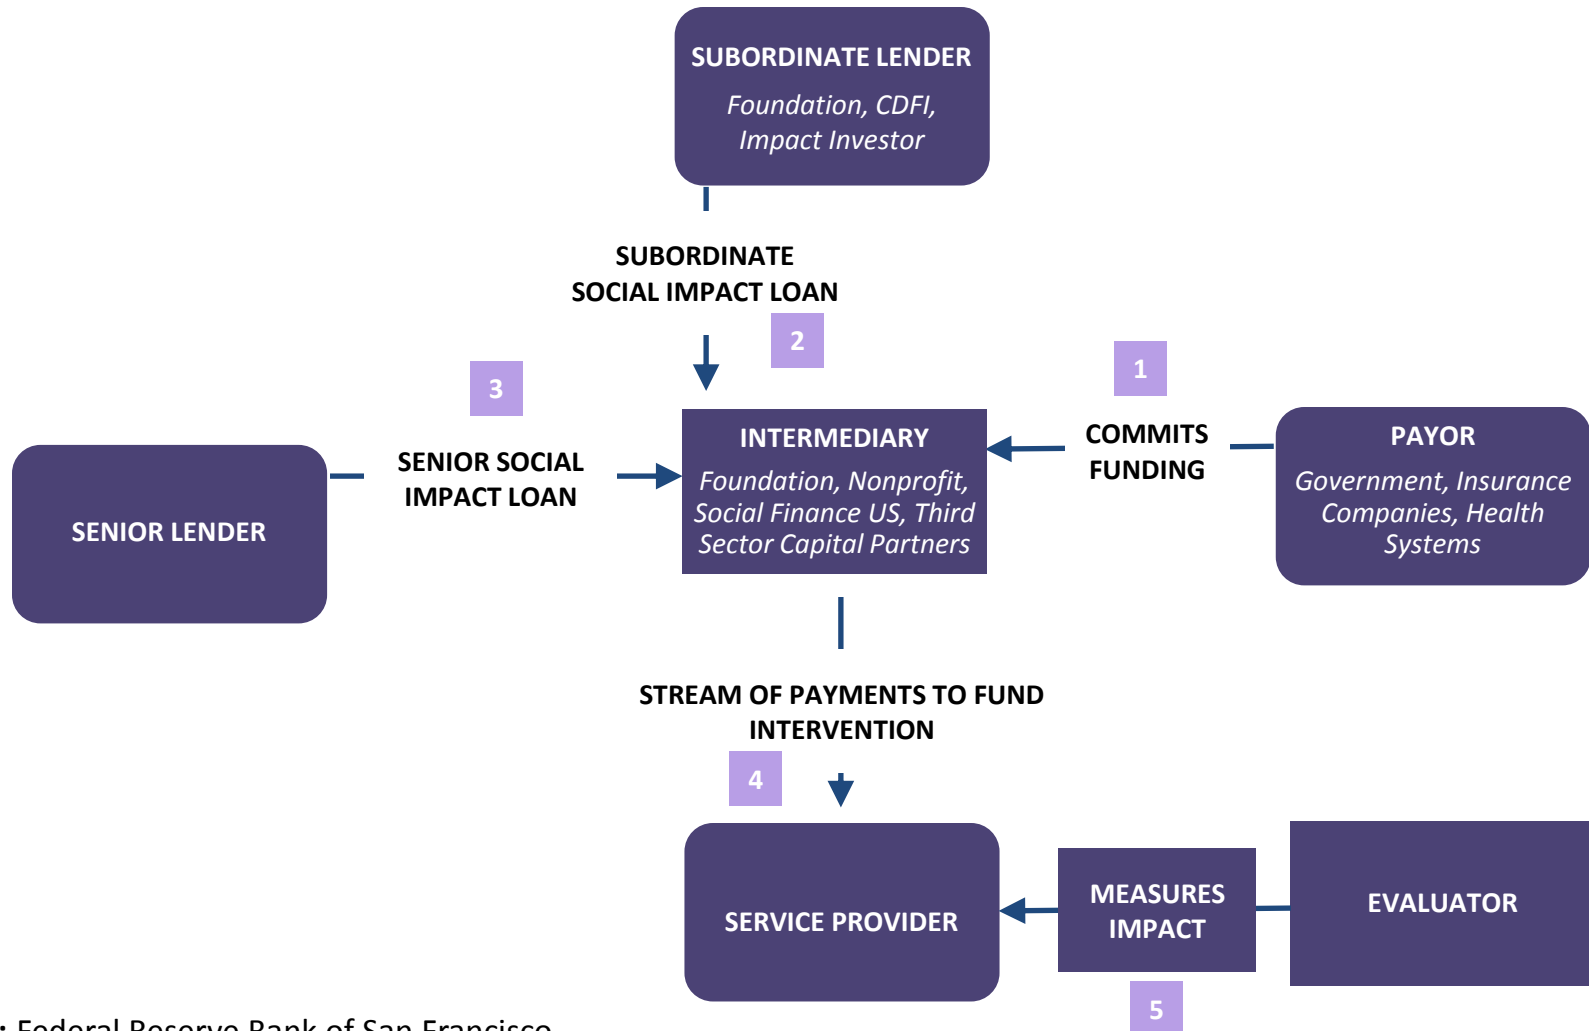 SUBORDINATE LENDER
Foundation, CDFI,
Impact Investor
SUBORDINATE
SOCIAL IMPACT LOAN
2
1
3
SENIOR LENDER
SENIOR SOCIAL
IMPACT LOAN
INTERMEDIARY
Foundation, Nonprofit,
Social Finance US, Third
Sector Capital Partners
COMMITS
FUNDING
PAYOR
Government, Insurance
Companies, Health
Systems
STREAM OF PAYMENTS TO FUND
INTERVENTION
4
SERVICE PROVIDER
MEASURES
IMPACT
EVALUATOR
5
: Federal Reserve Bank of San Francisco